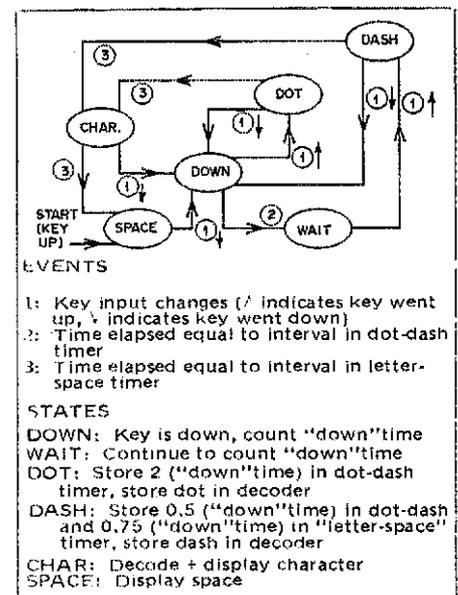 DASH
3
3
DOT
1 ↓
1 ↑
CHAR.
1 ↓
1 ↑
DOWN
3
1 ↓
2
START
(KEY
UP)
SPACE
1 ↓
WAIT
EVENTS
1: Key input changes (↑ indicates key went
up, ↓ indicates key went down)
2: Time elapsed equal to interval in dot-dash
timer
3: Time elapsed equal to interval in letter-
space timer
STATES
DOWN: Key is down, count "down"time
WAIT: Continue to count "down"time
DOT: Store 2 ("down"time) in dot-dash
timer, store dot in decoder
DASH: Store 0.5 ("down"time) in dot-dash
and 0.75 ("down"time) in "letter-space"
timer, store dash in decoder
CHAR: Decode + display character
SPACE: Display space